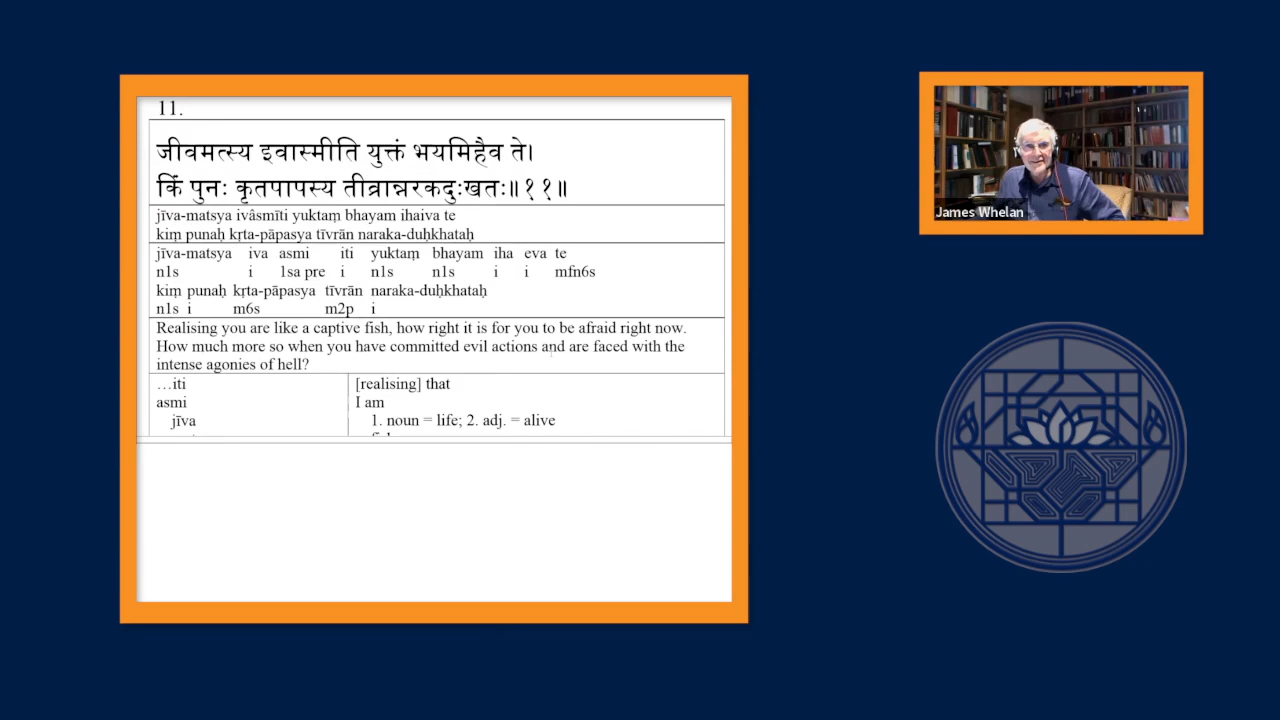 11.
जीवमत्स्य इवास्मीति युक्तं भयमिहैव ते।
किं पुनः कृतपापस्य तीव्रान्नरकदुःखतः॥११॥
jīva-matsya ivâsmīti yuktaṃ bhayam ihaiva te
kiṃ punaḥ kṛta-pāpasya tīvrān naraka-duḥkhataḥ
jīva-matsya iva asmi iti yuktaṃ bhayam iha eva te
n1s i 1sa pre i n1s n1s i i mfn6s
kiṃ punaḥ kṛta-pāpasya tīvrān naraka-duḥkhataḥ
n1s i m6s m2p i
Realising you are like a captive fish, how right it is for you to be afraid right now.
How much more so when you have committed evil actions and are faced with the
intense agonies of hell?
…iti [realising] that
asmi I am
jīva 1. noun = life; 2. adj. = alive
James Whelan